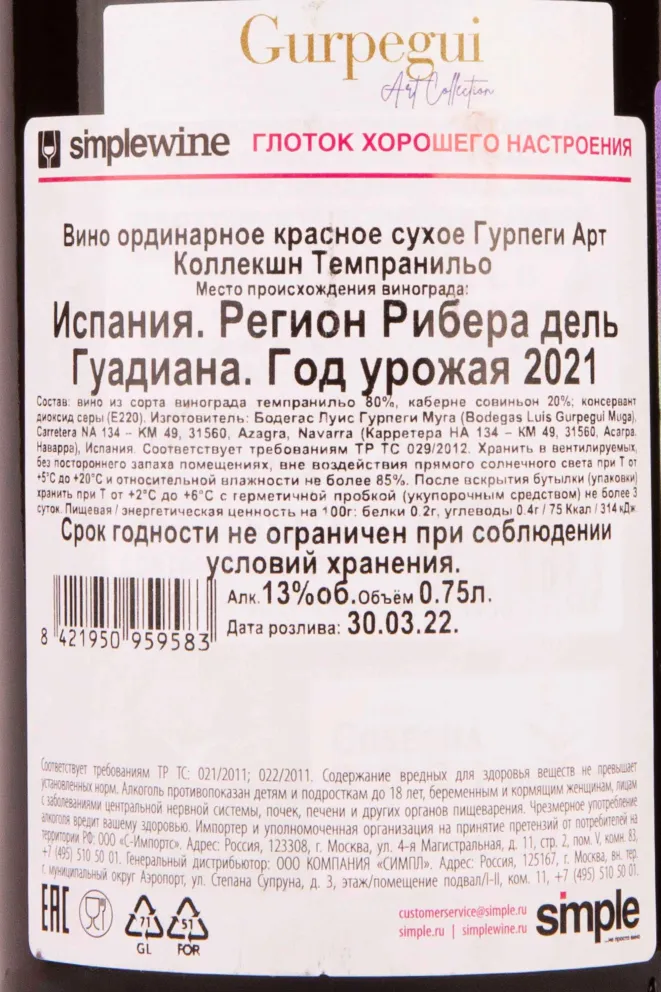 Gurpegui
Art Collection
simplewine ГЛОТОК ХОРОШЕГО НАСТРОЕНИЯ
Вино ординарное красное сухое Гурпеги Арт
Коллекшн Темпранильо
Место происхождения винограда:
Испания. Регион Рибера дель
Гуадиана. Год урожая 2021
Состав: вино из сорта винограда темпранильо 80%, каберне совиньон 20%; консервант
диоксид серы (Е220). Изготовитель: Бодегас Луис Гурпеги Муга (Bodegas Luis Gurpegui Muga),
Carretera NA 134 – KM 49, 31560, Azagra, Navarra (Карретера НА 134 – КМ 49, 31560, Асагра,
Наварра), Испания. Соответствует требованиям ТР ТС 029/2012. Хранить в вентилируемых,
без постороннего запаха помещениях, вне воздействия прямого солнечного света при Т от
+5°С до +20°С и относительной влажности не более 85%. После вскрытия бутылки (упаковки)
хранить при Т от +2°С до +6°С с герметичной пробкой (укупорочным средством) не более 3
суток. Пищевая / энергетическая ценность на 100г: белки 0.2г, углеводы 0.4г / 75 Ккал / 314 кДж
Срок годности не ограничен при соблюдении
условий хранения.
Алк. 13%об. Объём 0.75л.
Дата розлива: 30.03.22.
8 421950 959583
Соответствует требованиям ТР ТС: 021/2011; 022/2011. Содержание вредных для здоровья веществ не превышает
установленных норм. Алкоголь противопоказан детям и подросткам до 18 лет, беременным и кормящим женщинам, лицам
с заболеваниями центральной нервной системы, почек, печени и других органов пищеварения. Чрезмерное употребление
алкоголя вредит вашему здоровью. Импортер и уполномоченная организация на принятие претензий от потребителей на
территории РФ: ООО «С-Импортс». Адрес: Россия, 123308, г. Москва, ул. 4-я Магистральная, д. 11, стр. 2, пом. V, комн. 83,
+7 (495) 510 50 01. Генеральный дистрибьютор: ООО КОМПАНИЯ «СИМПЛ». Адрес: Россия, 125167, г. Москва, вн. тер.
г. муниципальный округ Аэропорт, ул. Степана Супруна, д. 3, этаж/помещение подвал/I-II, ком. 11, +7 (495) 510 50 01.
EAC
71
GL
51
FOR
customerservice@simple.ru
simple.ru | simplewine.ru
simple
...не просто вино